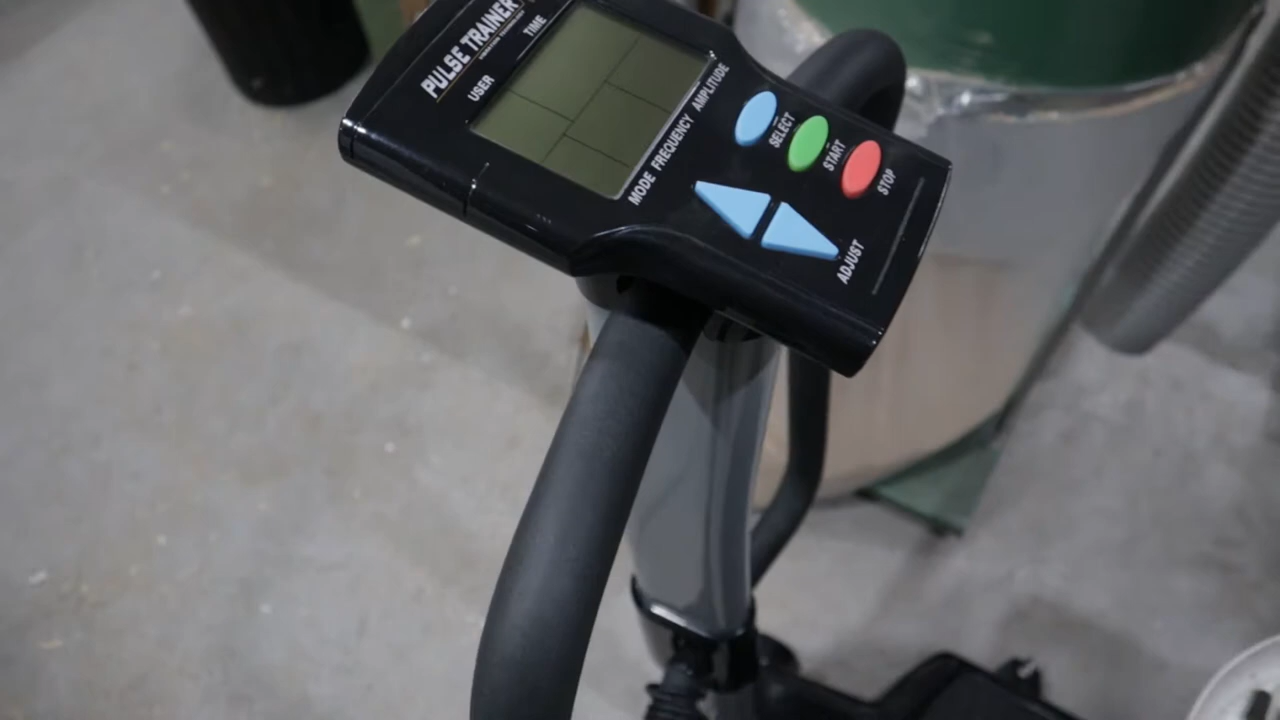 PULSE TRAINER
USER
TIME
MODE FREQUENCY AMPLITUDE
SELECT
START
STOP
ADJUST